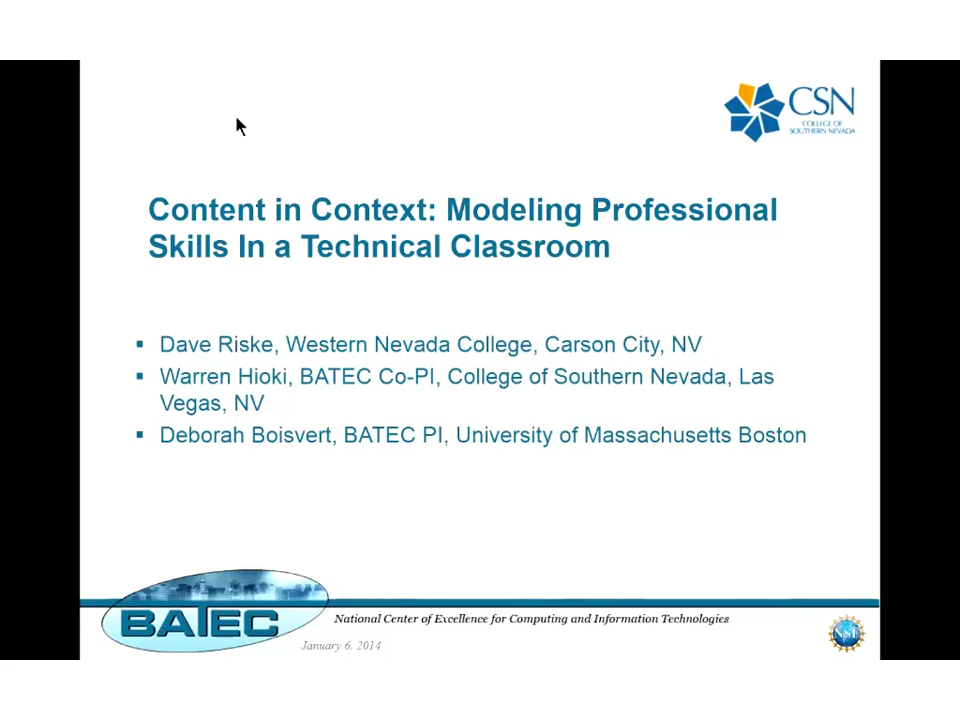 CSN
COLLEGE OF
SOUTHERN NEVADA
Content in Context: Modeling Professional
Skills In a Technical Classroom
Dave Riske, Western Nevada College, Carson City, NV
Warren Hioki, BATEC Co-PI, College of Southern Nevada, Las
Vegas, NV
Deborah Boisvert, BATEC PI, University of Massachusetts Boston
BATEC
National Center of Excellence for Computing and Information Technologies
NSF
January 6, 2014